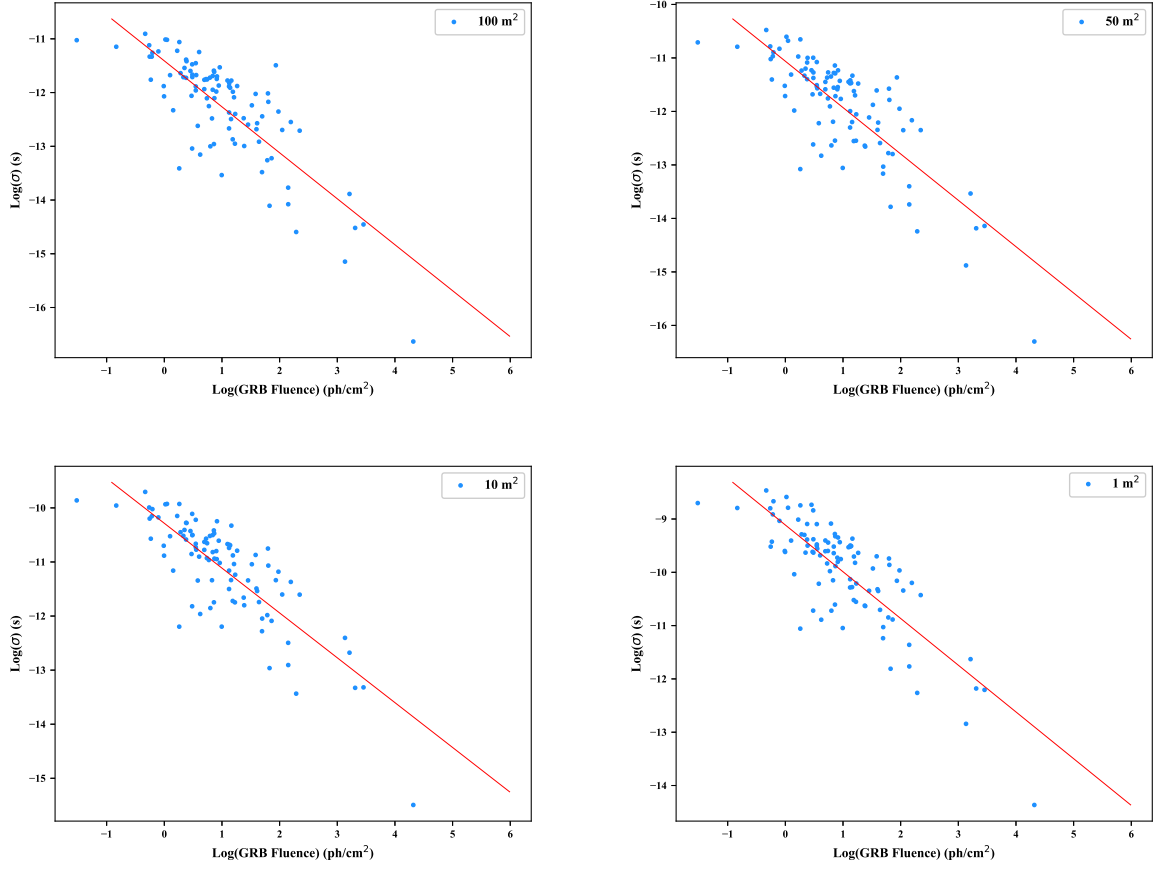 100 m²
−11
−12
−13
−14
−15
−16
Log(σ) (s)
−1 0 1 2 3 4 5 6
Log(GRB Fluence) (ph/cm²)
50 m²
−10
−11
−12
−13
−14
−15
−16
Log(σ) (s)
−1 0 1 2 3 4 5 6
Log(GRB Fluence) (ph/cm²)
10 m²
−10
−11
−12
−13
−14
−15
Log(σ) (s)
−1 0 1 2 3 4 5 6
Log(GRB Fluence) (ph/cm²)
1 m²
−9
−10
−11
−12
−13
−14
Log(σ) (s)
−1 0 1 2 3 4 5 6
Log(GRB Fluence) (ph/cm²)